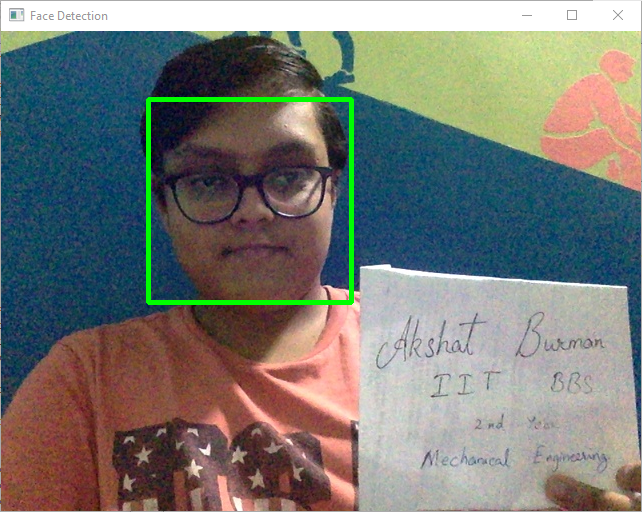 Face Detection
Akshat Burman
IIT BBS
2nd Year
Mechanical Engineering